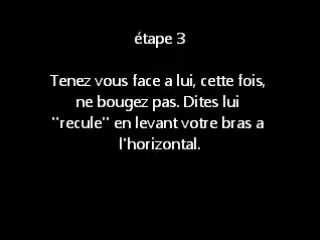 étape 3
Tenez vous face a lui, cette fois,
ne bougez pas. Dites lui
"recule" en levant votre bras a
l'horizontal.